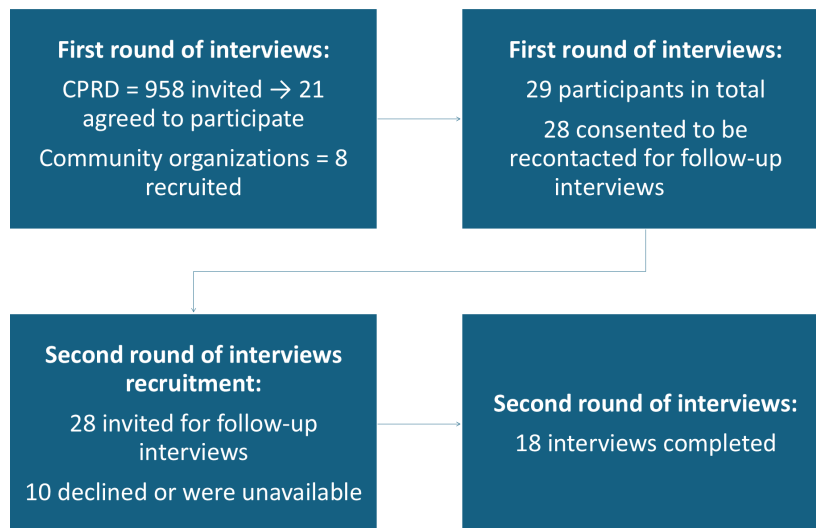 First round of interviews:
CPRD = 958 invited → 21
agreed to participate
Community organizations = 8
recruited
First round of interviews:
29 participants in total
28 consented to be
recontacted for follow-up
interviews
Second round of interviews
recruitment:
28 invited for follow-up
interviews
10 declined or were unavailable
Second round of interviews:
18 interviews completed